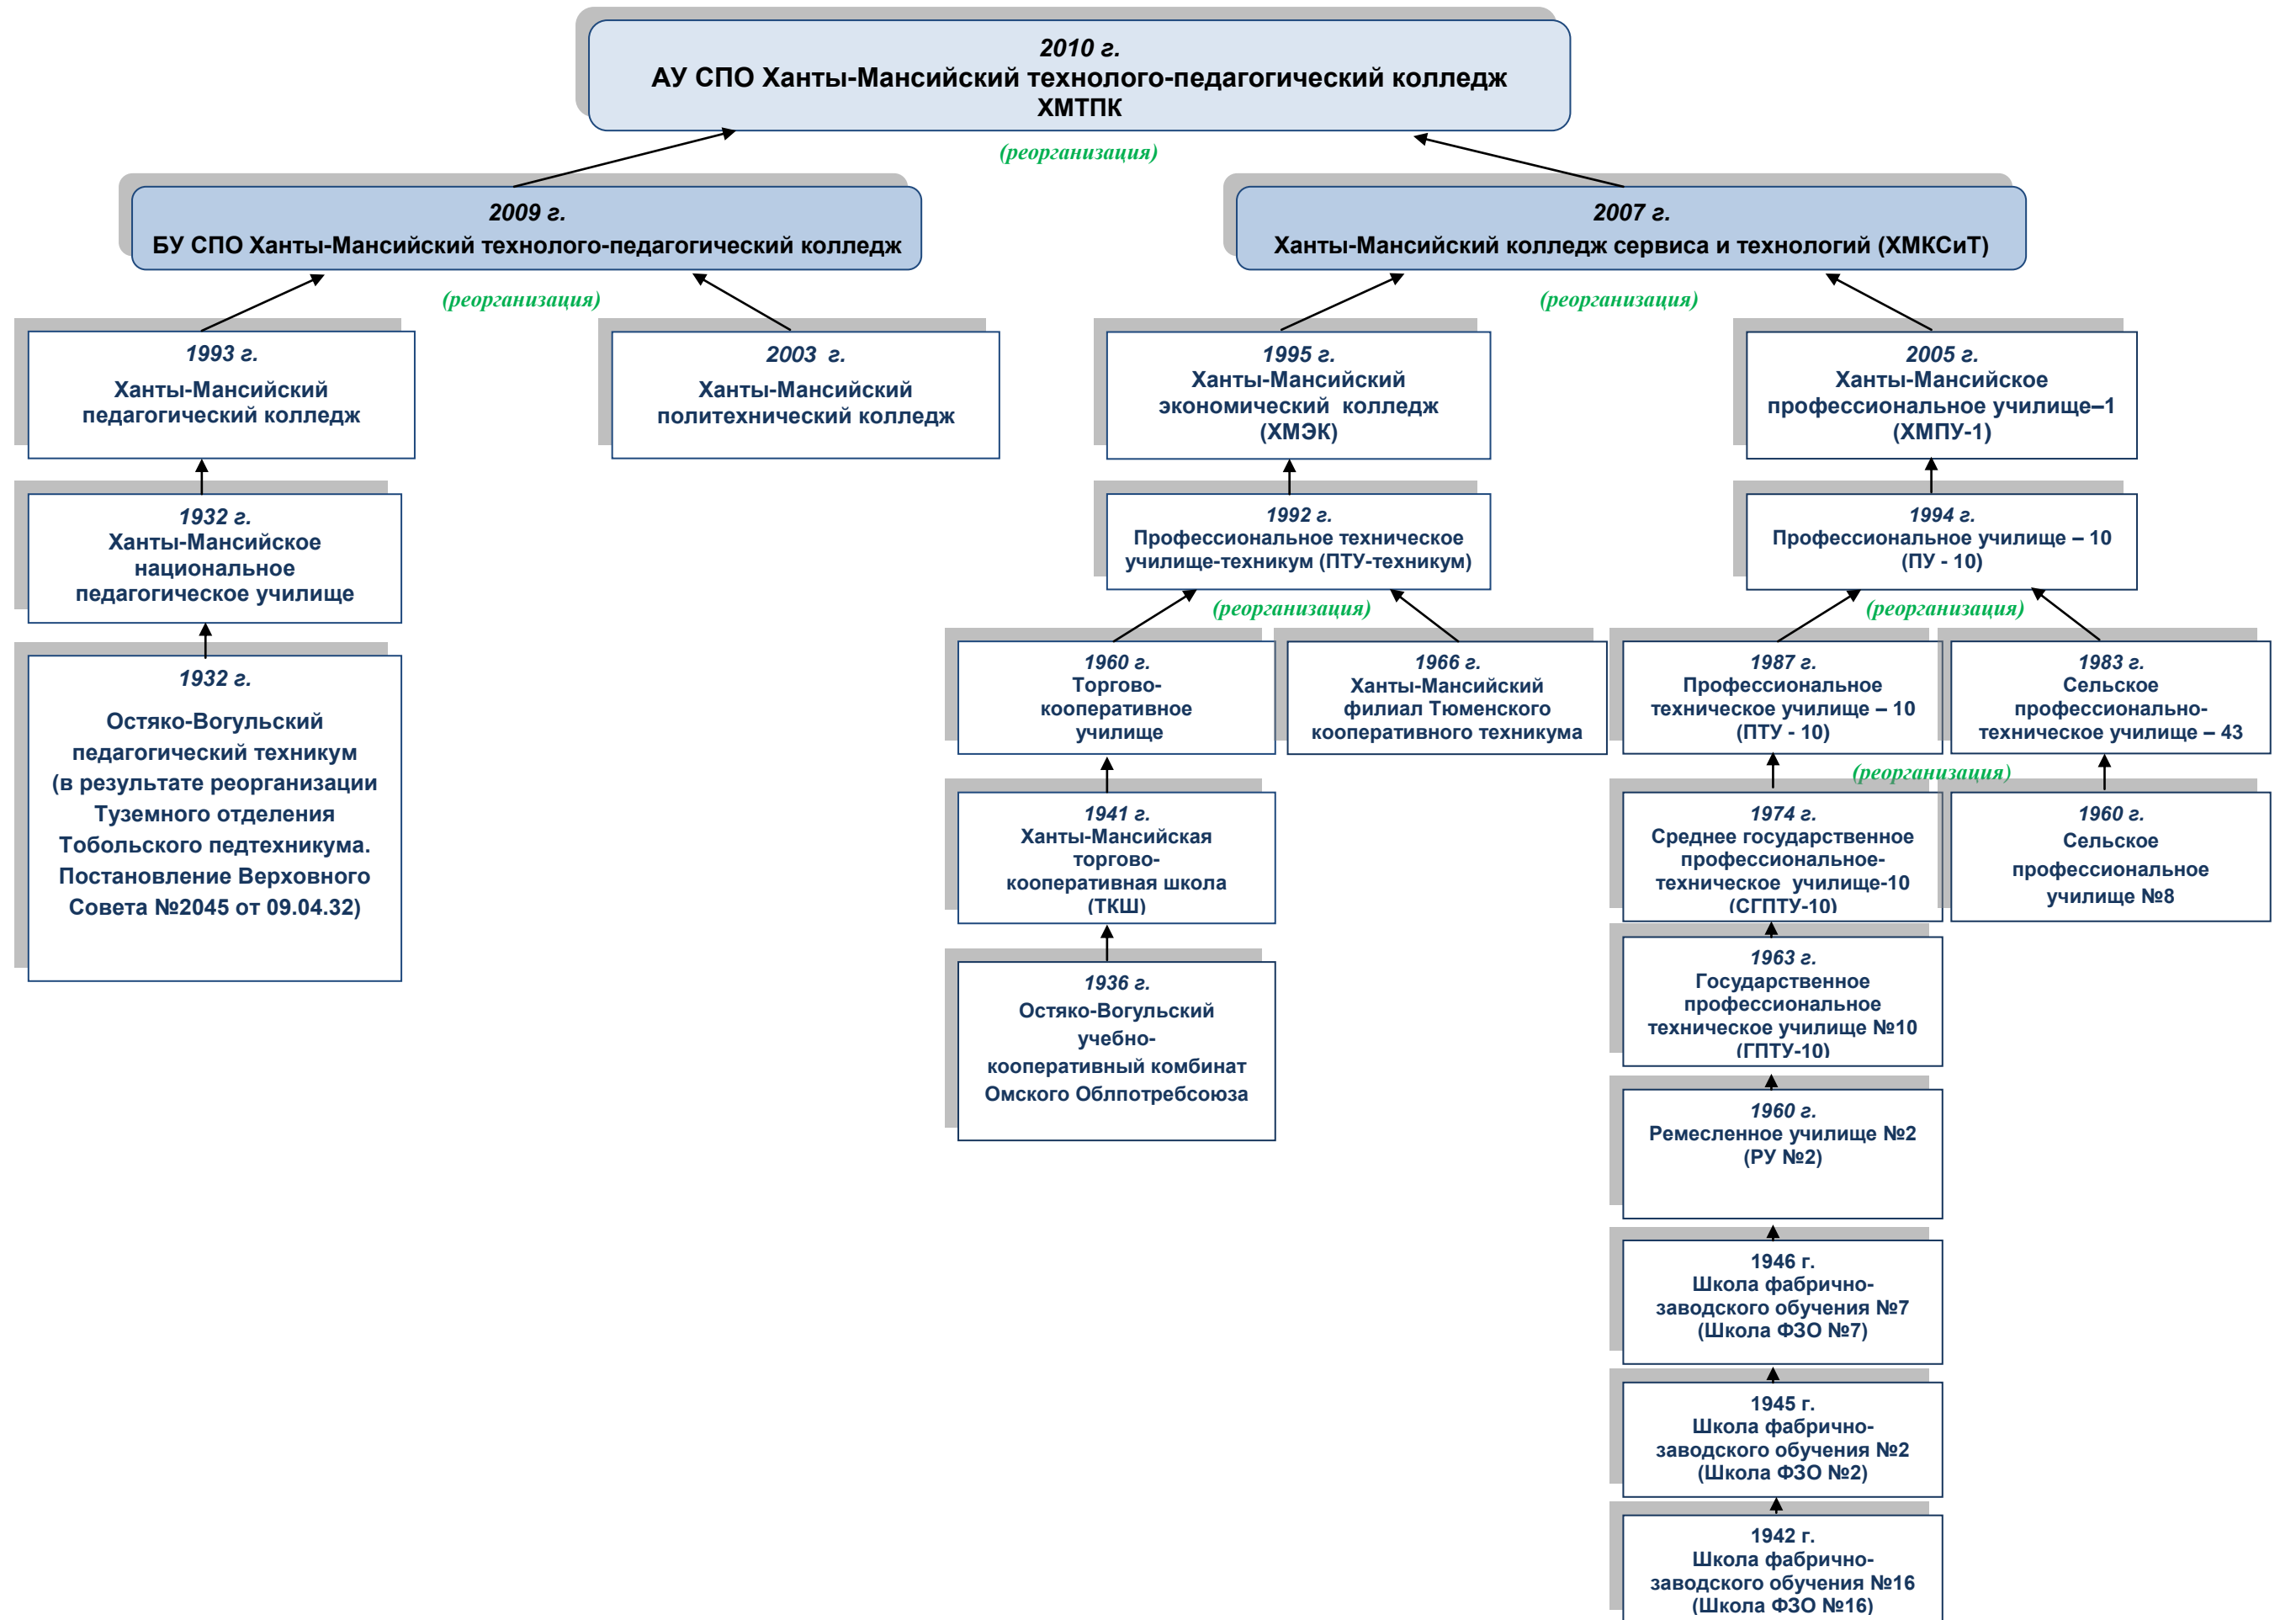 2010 г.
АУ СПО Ханты-Мансийский технолого-педагогический колледж
ХМТПК
(реорганизация)
2009 г.
БУ СПО Ханты-Мансийский технолого-педагогический колледж
2007 г.
Ханты-Мансийский колледж сервиса и технологий (ХМКСиТ)
(реорганизация)
(реорганизация)
1993 г.
Ханты-Мансийский
педагогический колледж
2003 г.
Ханты-Мансийский
политехнический колледж
1995 г.
Ханты-Мансийский
экономический колледж
(ХМЭК)
2005 г.
Ханты-Мансийское
профессиональное училище–1
(ХМПУ-1)
1932 г.
Ханты-Мансийское
национальное
педагогическое училище
1992 г.
Профессиональное техническое
училище-техникум (ПТУ-техникум)
1994 г.
Профессиональное училище – 10
(ПУ - 10)
(реорганизация)
(реорганизация)
1932 г.
Остяко-Вогульский
педагогический техникум
(в результате реорганизации
Туземного отделения
Тобольского педтехникума.
Постановление Верховного
Совета №2045 от 09.04.32)
1960 г.
Торгово-
кооперативное
училище
1966 г.
Ханты-Мансийский
филиал Тюменского
кооперативного техникума
1987 г.
Профессиональное
техническое училище – 10
(ПТУ - 10)
1983 г.
Сельское
профессионально-
техническое училище – 43
(реорганизация)
1941 г.
Ханты-Мансийская
торгово-
кооперативная школа
(ТКШ)
1974 г.
Среднее государственное
профессиональное-
техническое училище-10
(СГПТУ-10)
1960 г.
Сельское
профессиональное
училище №8
1936 г.
Остяко-Вогульский
учебно-
кооперативный комбинат
Омского Облпотребсоюза
1963 г.
Государственное
профессиональное
техническое училище №10
(ГПТУ-10)
1960 г.
Ремесленное училище №2
(РУ №2)
1946 г.
Школа фабрично-
заводского обучения №7
(Школа ФЗО №7)
1945 г.
Школа фабрично-
заводского обучения №2
(Школа ФЗО №2)
1942 г.
Школа фабрично-
заводского обучения №16
(Школа ФЗО №16)